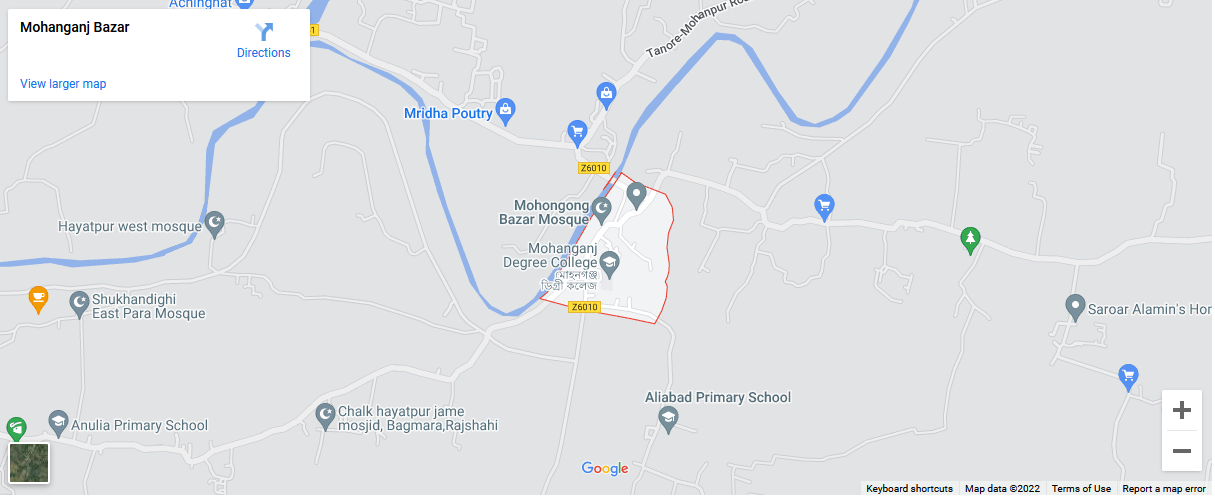 Achinghat
Mohanganj Bazar
Directions
View larger map
Tanore-Mohanpur Ro
Mridha Poutry
Z6010
Mohongong
Bazar Mosque
Hayatpur west mosque
Mohanganj
Degree College
মোহনগঞ্জ
ডিগ্রী কলেজ
Shukhandighi
East Para Mosque
Z6010
Saroar Alamin's Hor
Aliabad Primary School
Chalk hayatpur jame
mosjid, Bagmara,Rajshahi
Anulia Primary School
Google
Keyboard shortcuts
Map data ©2022
Terms of Use
Report a map error